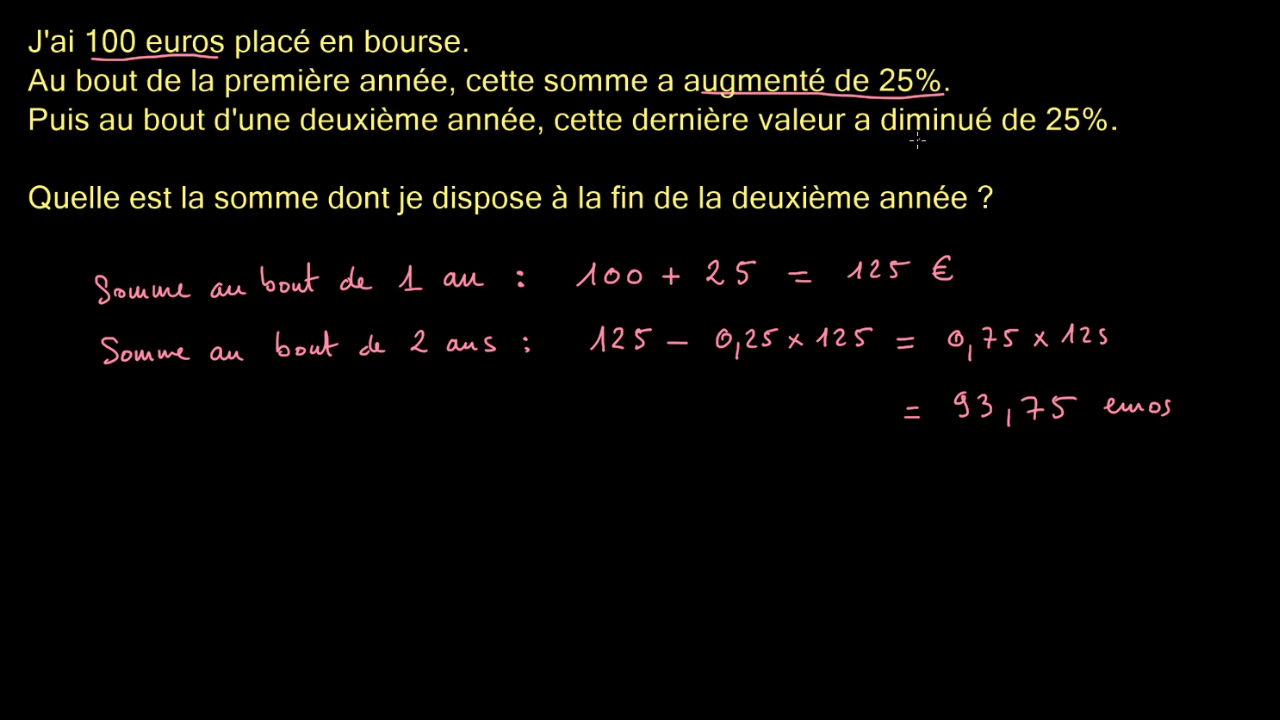 J'ai 100 euros placé en bourse.
Au bout de la première année, cette somme a augmenté de 25%.
Puis au bout d'une deuxième année, cette dernière valeur a diminué de 25%.
Quelle est la somme dont je dispose à la fin de la deuxième année ?
Somme au bout de 1 an : 100 + 25 = 125 €
Somme au bout de 2 ans : 125 - 0,25 × 125 = 0,75 × 125
= 93,75 euros